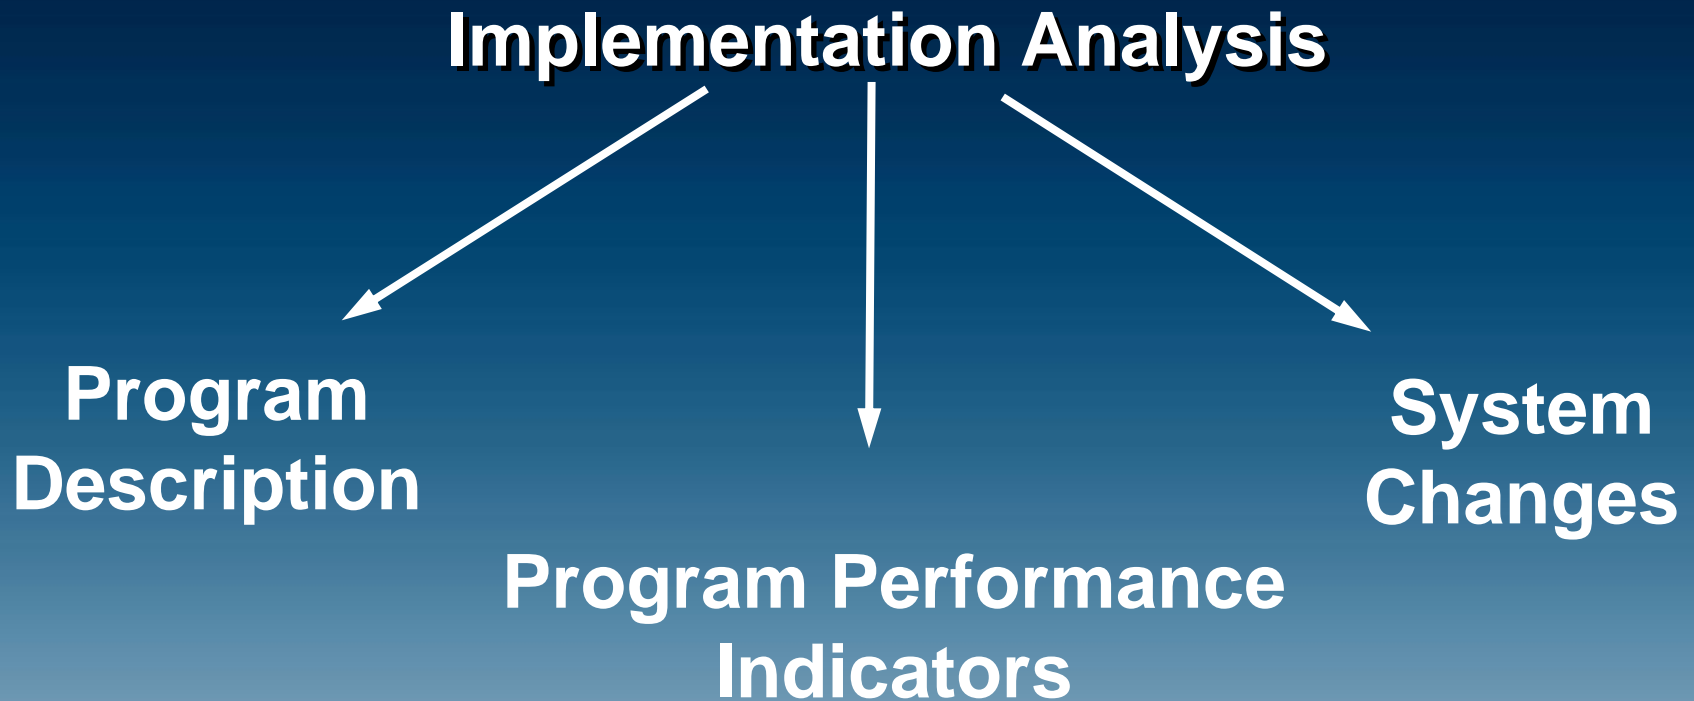 Implementation Analysis
Program
Description
System
Changes
Program Performance
Indicators